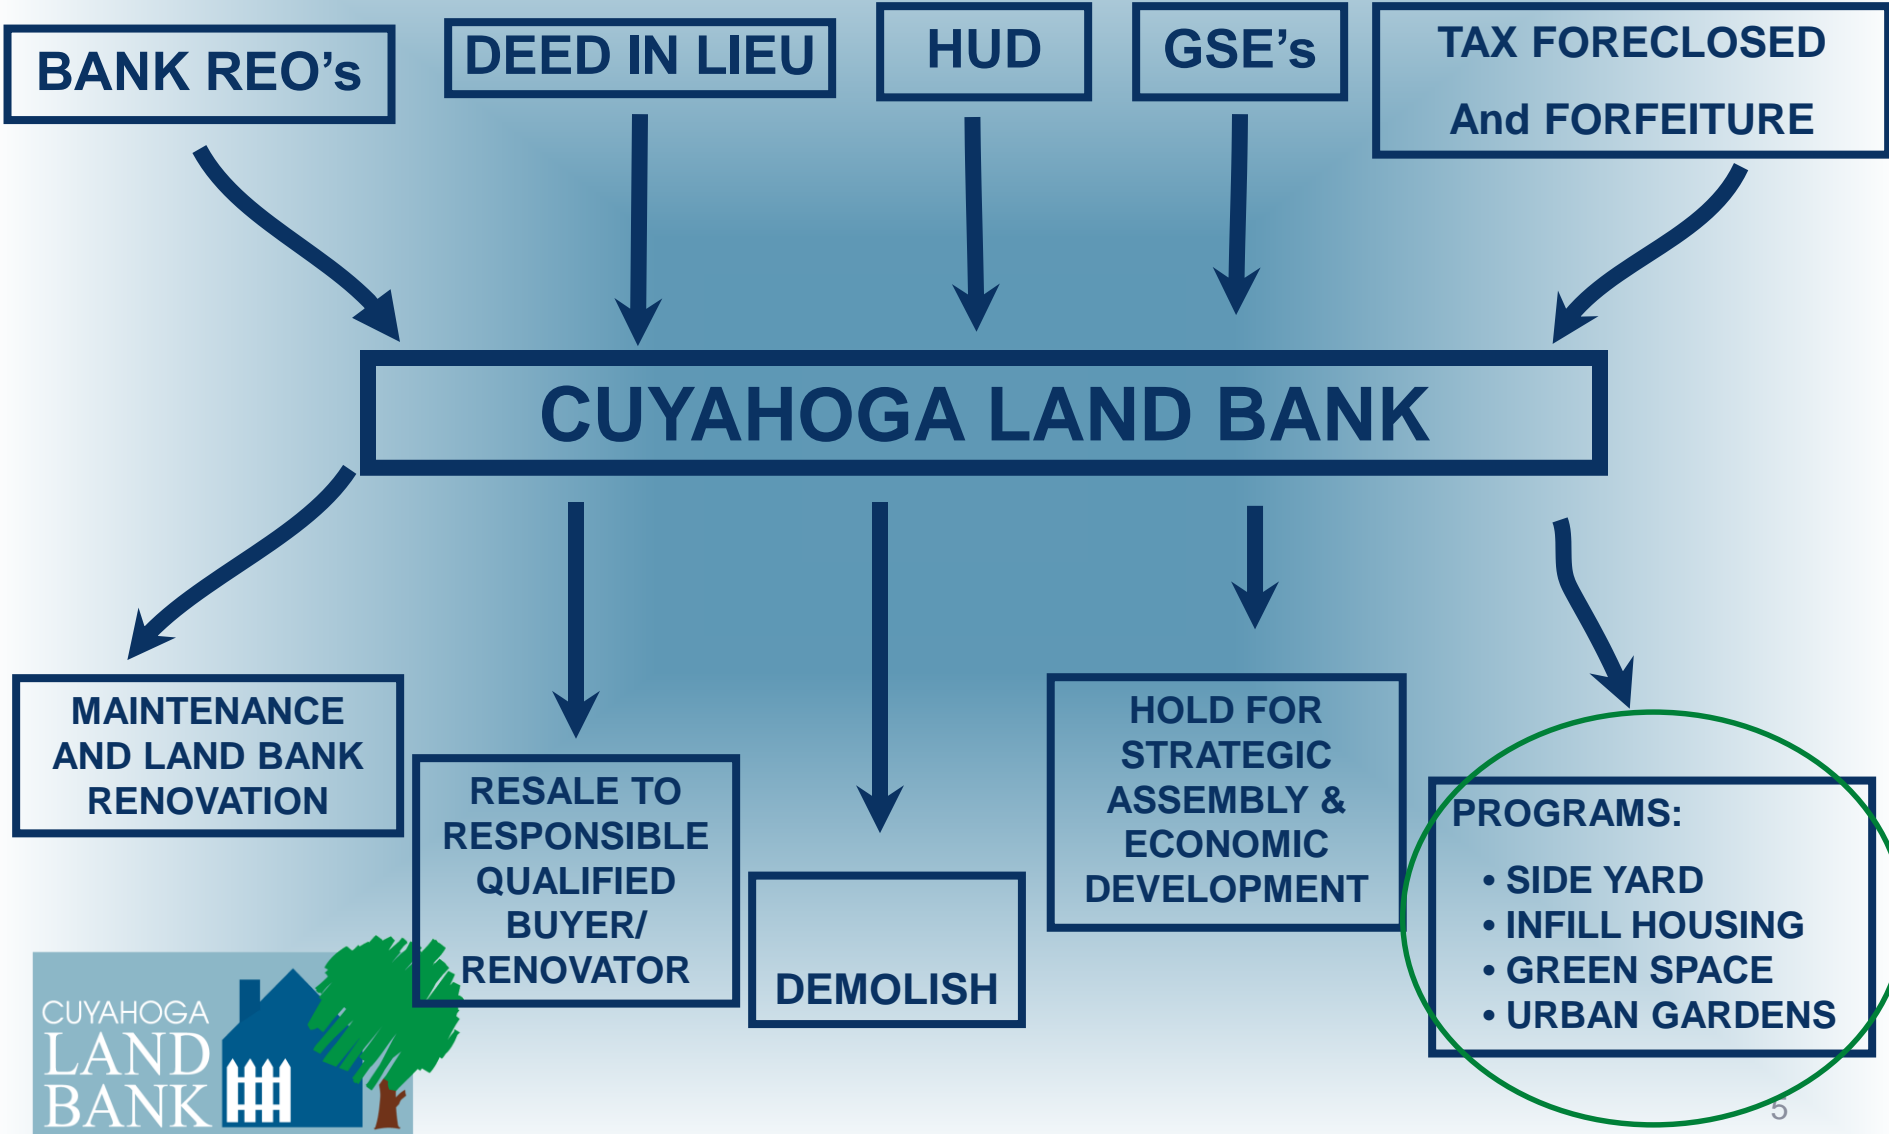 BANK REO's
DEED IN LIEU
HUD
GSE's
TAX FORECLOSED
And FORFEITURE
CUYAHOGA LAND BANK
MAINTENANCE
AND LAND BANK
RENOVATION
RESALE TO
RESPONSIBLE
QUALIFIED
BUYER/
RENOVATOR
DEMOLISH
HOLD FOR
STRATEGIC
ASSEMBLY &
ECONOMIC
DEVELOPMENT
PROGRAMS:
• SIDE YARD
• INFILL HOUSING
• GREEN SPACE
• URBAN GARDENS
CUYAHOGA
LAND
BANK
5